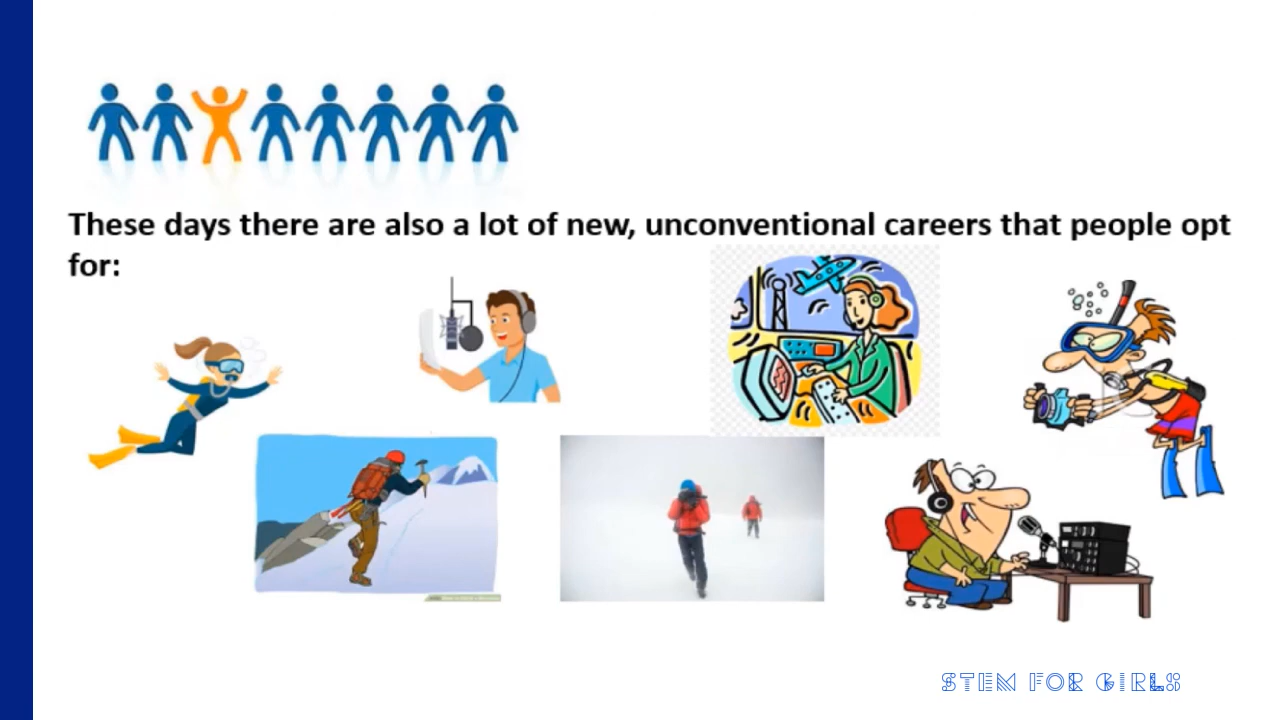 These days there are also a lot of new, unconventional careers that people opt
for:
STEM FOR GIRLS